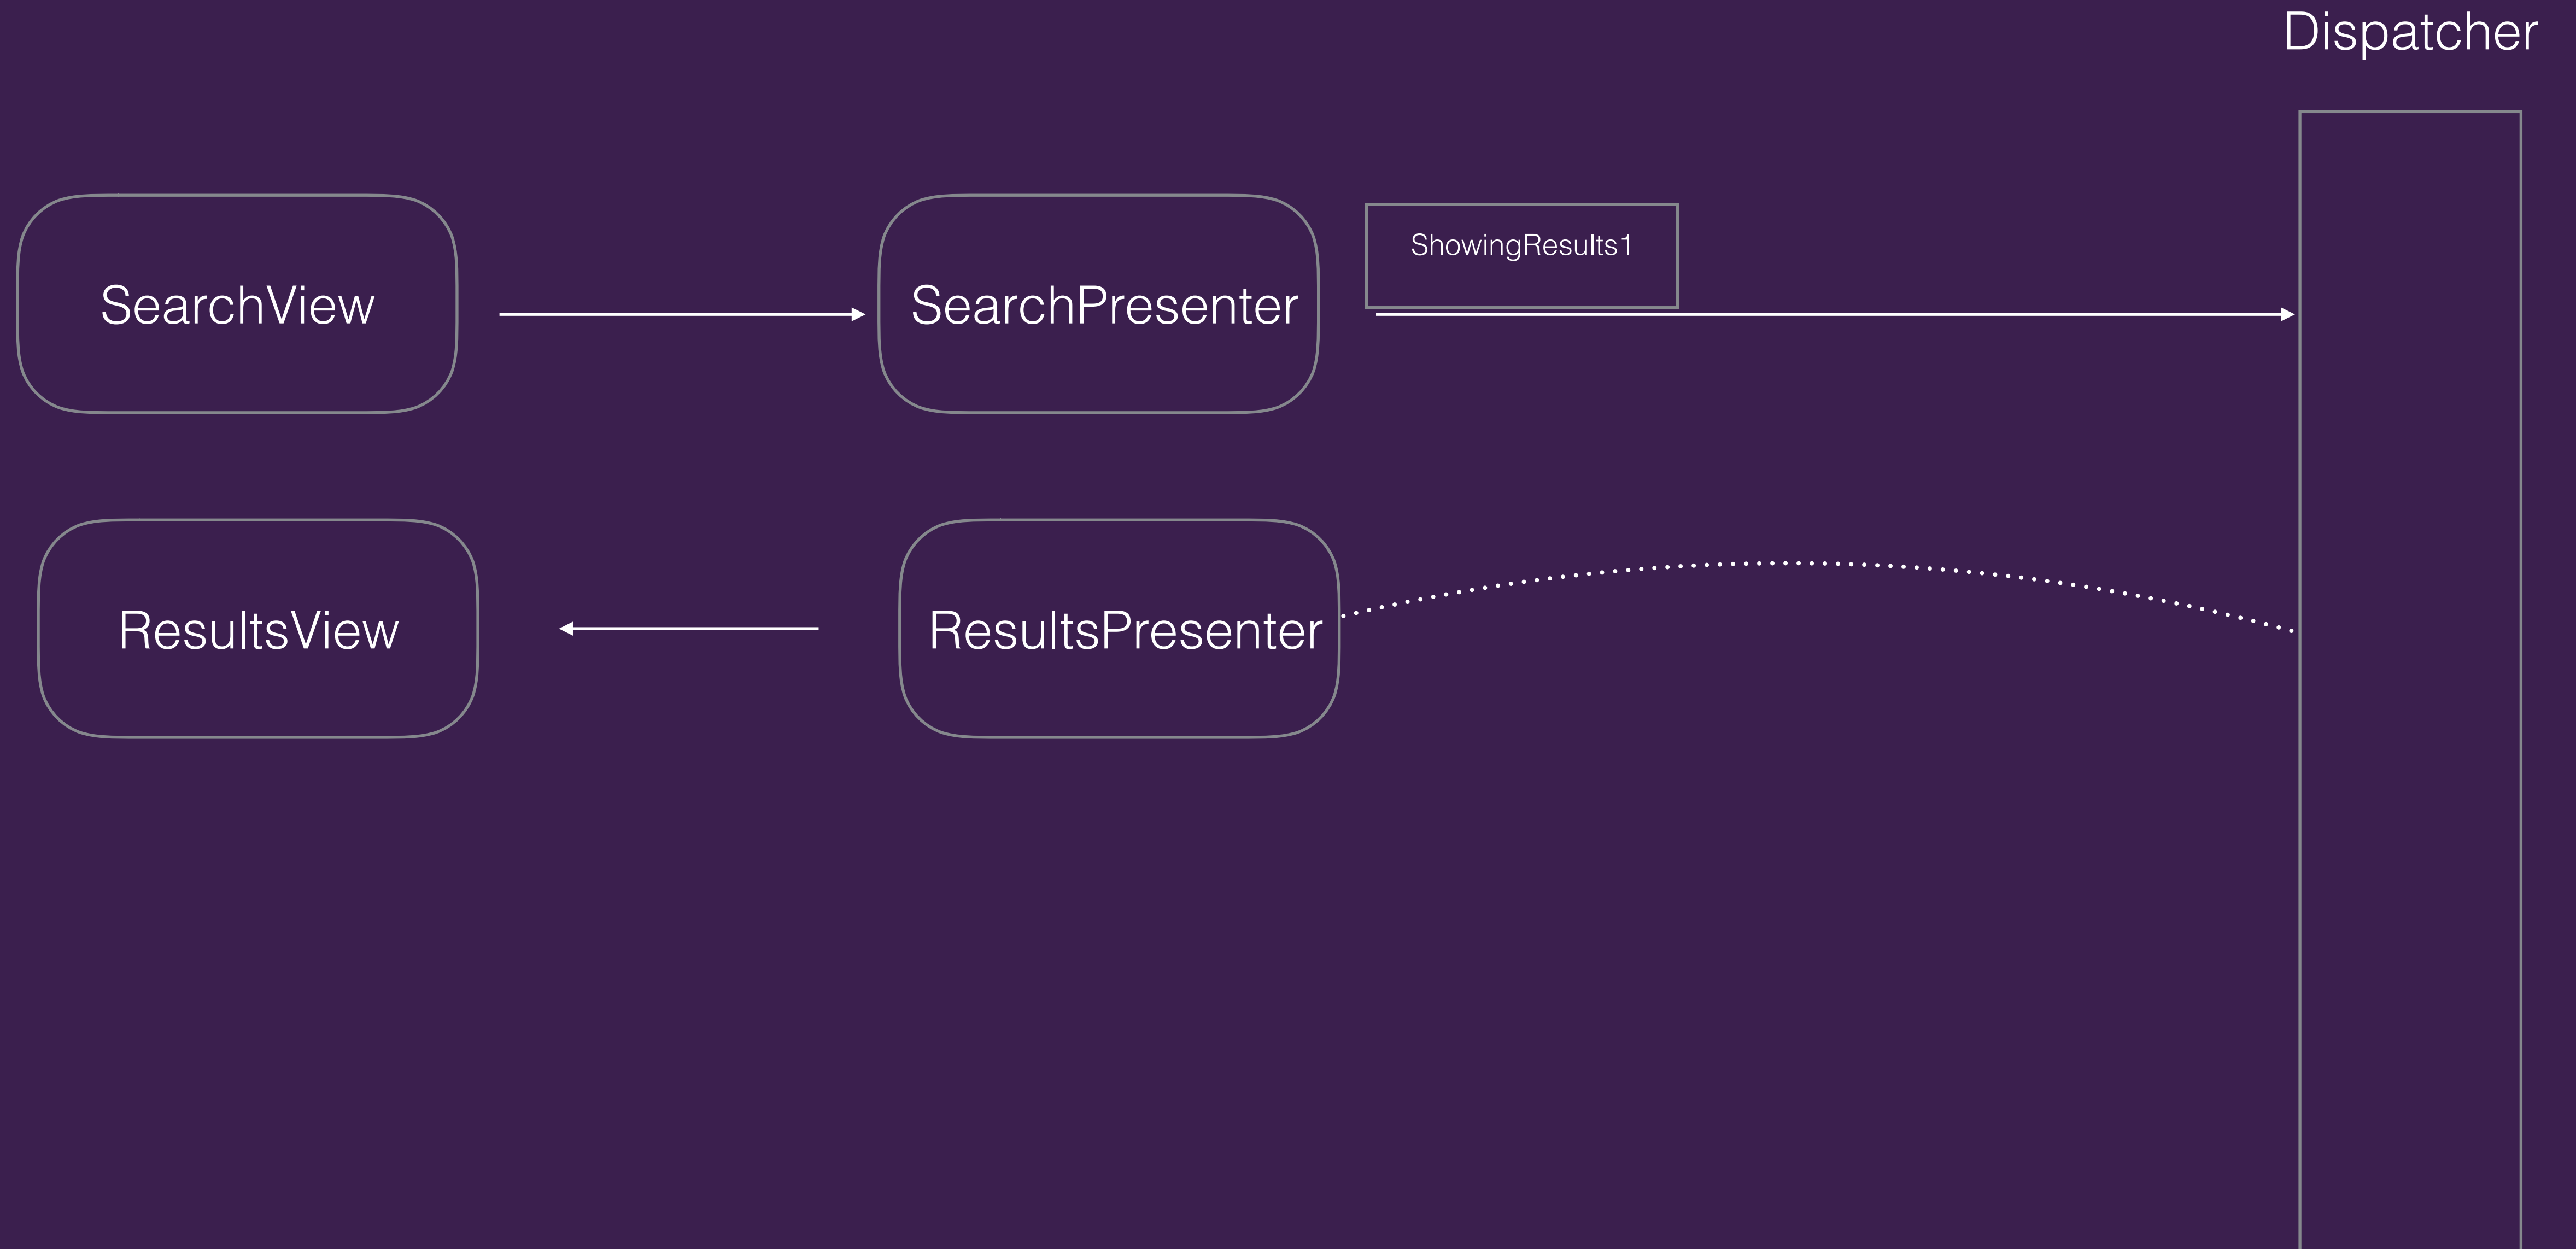 Dispatcher
SearchView
SearchPresenter
ShowingResults1
ResultsView
ResultsPresenter